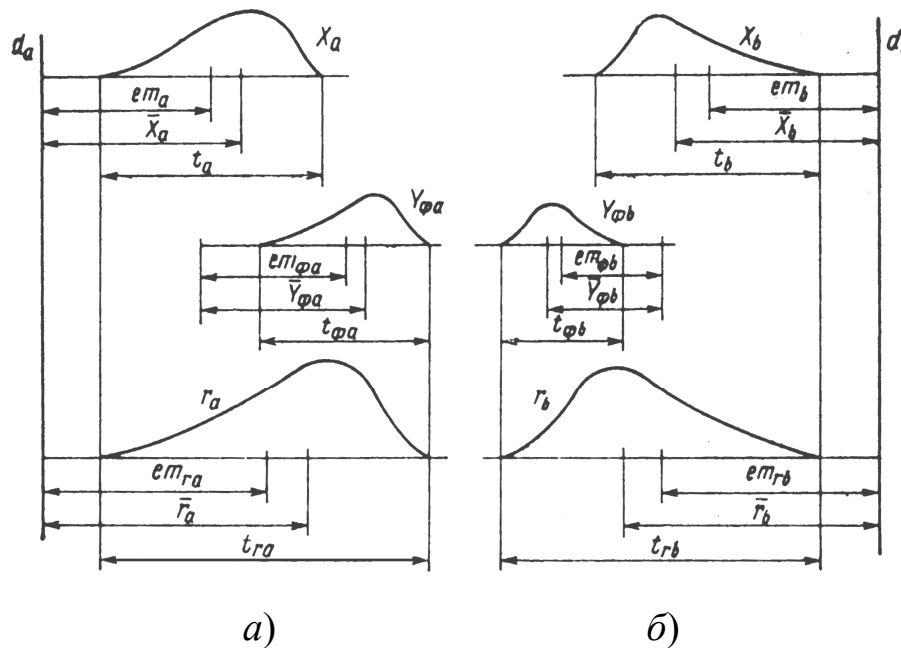 d_a X_a X_b d
em_a em_b
X̄_a X̄_b
t_a t_b
Y_φa Y_φb
em_φa em_φb
Ȳ_φa Ȳ_φb
t_φa t_φb
r_a r_b
em_ra em_rb
r̄_a r̄_b
t_ra t_rb
а) б)